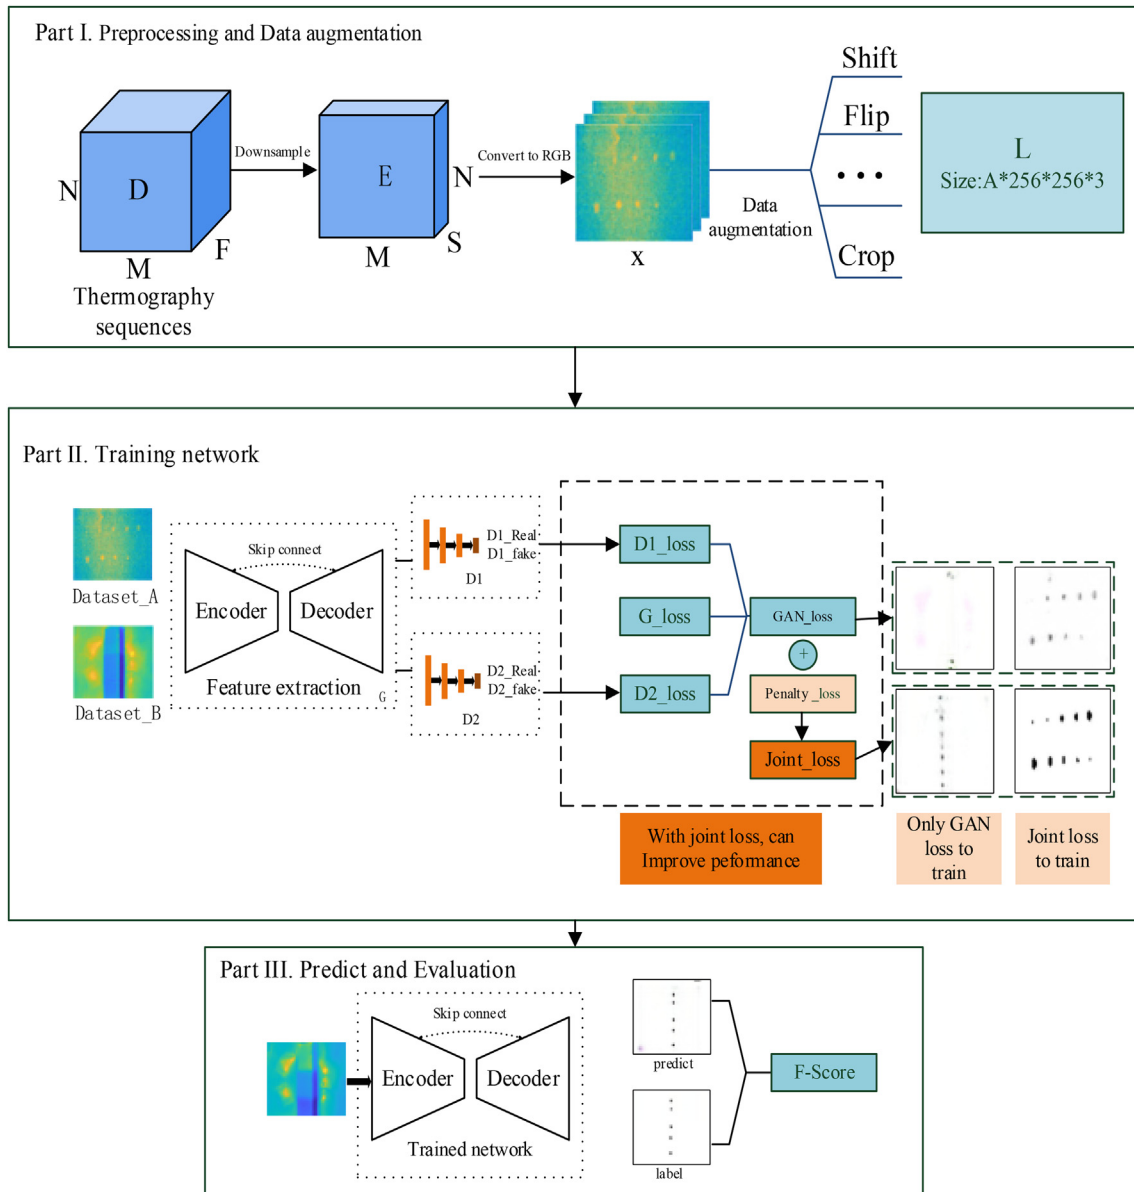 Part I. Preprocessing and Data augmentation
Shift
Flip
Crop
L
Size:A*256*256*3
Downsample
Convert to RGB
N
D
F
M
E
N
M
S
x
Data
augmentation
Thermography
sequences
Part II. Training network
Dataset_A
Dataset_B
Skip connect
Encoder
Decoder
Feature extraction
G
D1_Real
D1_fake
D1
D2_Real
D2_fake
D2
D1_loss
G_loss
D2_loss
GAN_loss
+
Penalty_loss
Joint_loss
With joint loss, can
Improve peformance
Only GAN
loss to
train
Joint loss
to train
Part III. Predict and Evaluation
Skip connect
Encoder
Decoder
Trained network
predict
label
F-Score